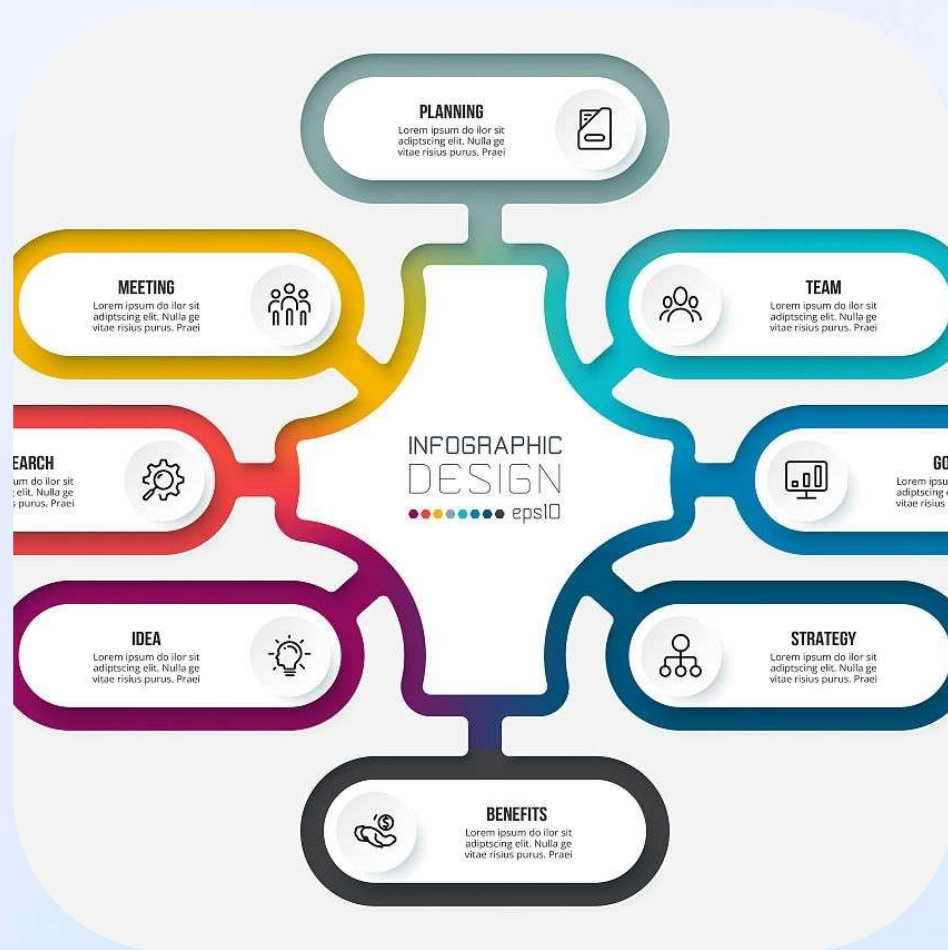 PLANNING
Lorem ipsum do ilor sit
adiptscing elit. Nulla ge
vitae risius purus. Praei
MEETING
Lorem ipsum do ilor sit
adiptscing elit. Nulla ge
vitae risius purus. Praei
TEAM
Lorem ipsum do ilor sit
adiptscing elit. Nulla ge
vitae risius purus. Praei
EARCH
um do ilor sit
elit. Nulla ge
purus. Praei
INFOGRAPHIC
DESIGN
eps10
GO
Lorem ipsu
adiptscing e
vitae risius
IDEA
Lorem ipsum do ilor sit
adiptscing elit. Nulla ge
vitae risius purus. Praei
STRATEGY
Lorem ipsum do ilor sit
adiptscing elit. Nulla ge
vitae risius purus. Praei
BENEFITS
Lorem ipsum do ilor sit
adiptscing elit. Nulla ge
vitae risius purus. Praei